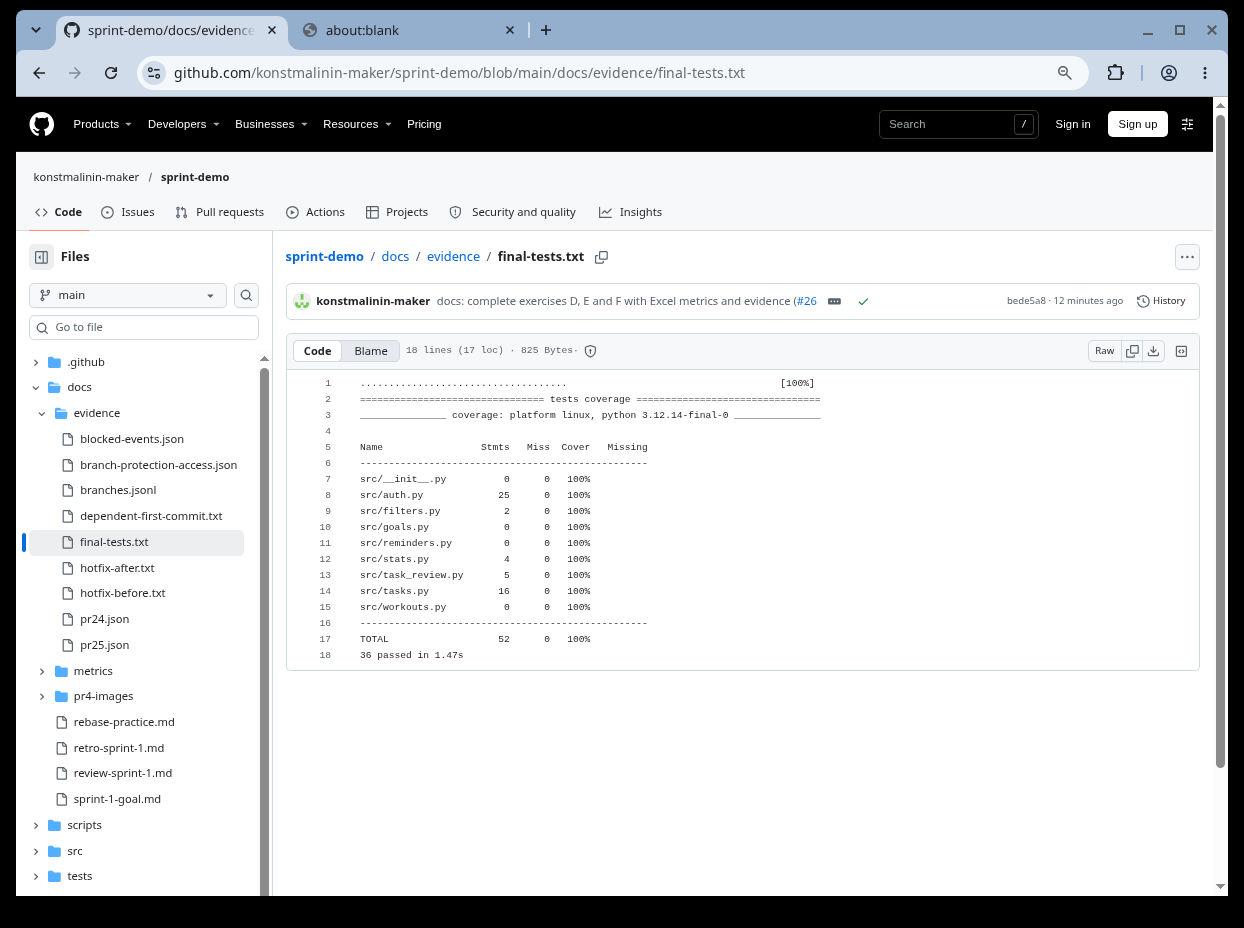 sprint-demo/docs/evidence
about:blank
github.com/konstmalinin-maker/sprint-demo/blob/main/docs/evidence/final-tests.txt
Products Developers Businesses Resources Pricing Search / Sign in Sign up
konstmalinin-maker / sprint-demo
Code Issues Pull requests Actions Projects Security and quality Insights
Files
main
Go to file
.github
docs
evidence
blocked-events.json
branch-protection-access.json
branches.jsonl
dependent-first-commit.txt
final-tests.txt
hotfix-after.txt
hotfix-before.txt
pr24.json
pr25.json
metrics
pr4-images
rebase-practice.md
retro-sprint-1.md
review-sprint-1.md
sprint-1-goal.md
scripts
src
tests
sprint-demo / docs / evidence / final-tests.txt
konstmalinin-maker docs: complete exercises D, E and F with Excel metrics and evidence (#26 bede5a8 · 12 minutes ago History
Code Blame 18 lines (17 loc) · 825 Bytes· Raw
1 .................................... [100%]
2 ================================ tests coverage ================================
3 _______________ coverage: platform linux, python 3.12.14-final-0 _______________
4
5 Name Stmts Miss Cover Missing
6 --------------------------------------------------
7 src/__init__.py 0 0 100%
8 src/auth.py 25 0 100%
9 src/filters.py 2 0 100%
10 src/goals.py 0 0 100%
11 src/reminders.py 0 0 100%
12 src/stats.py 4 0 100%
13 src/task_review.py 5 0 100%
14 src/tasks.py 16 0 100%
15 src/workouts.py 0 0 100%
16 --------------------------------------------------
17 TOTAL 52 0 100%
18 36 passed in 1.47s